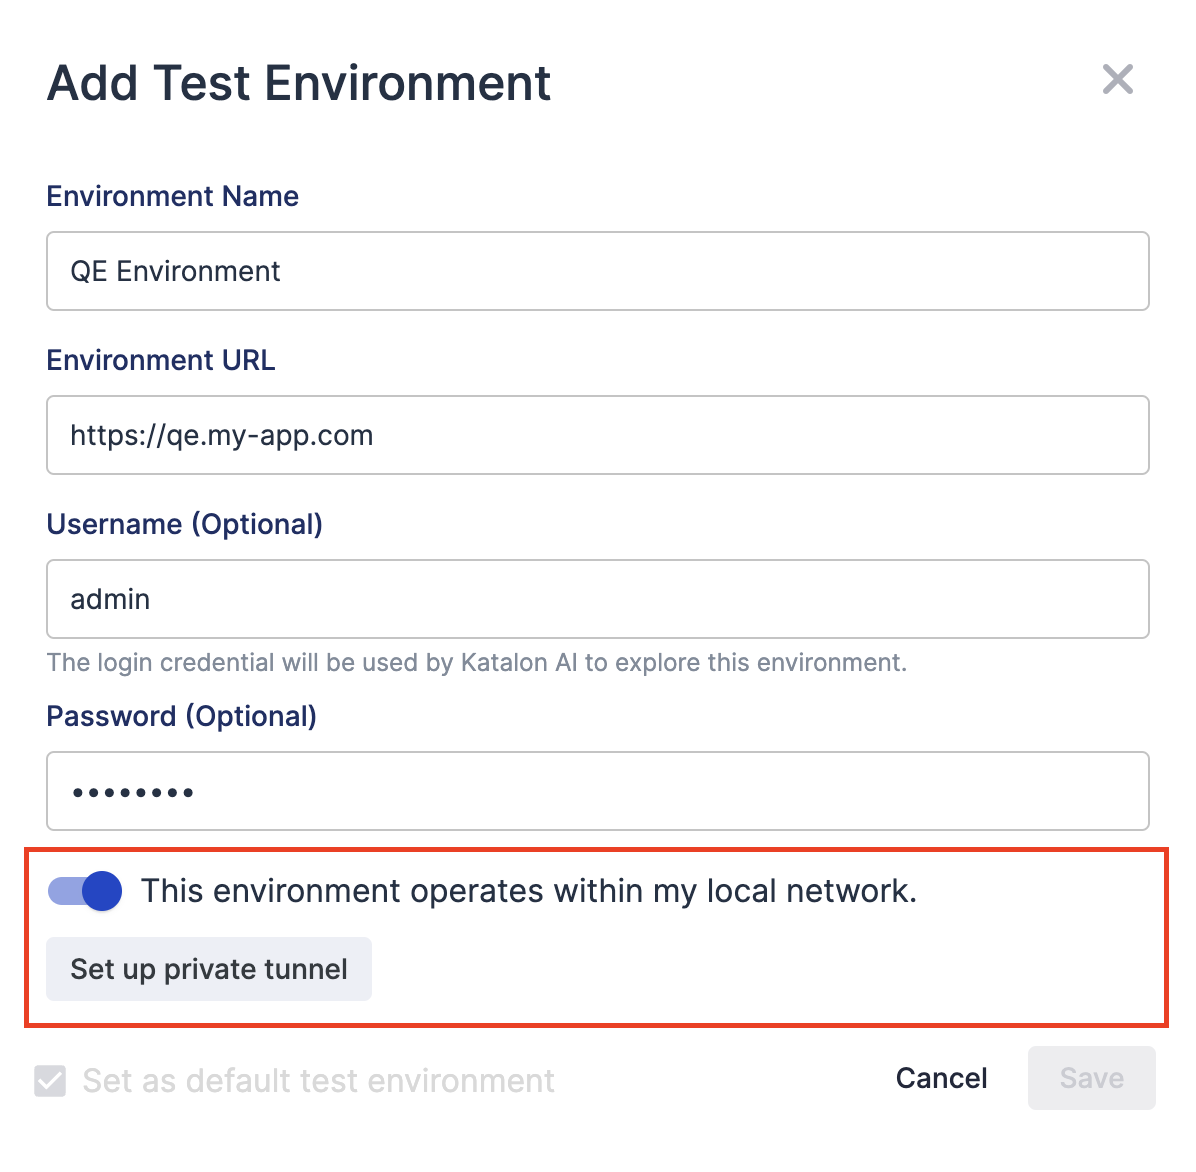 Add Test Environment
Environment Name
QE Environment
Environment URL
https://qe.my-app.com
Username (Optional)
admin
The login credential will be used by Katalon AI to explore this environment.
Password (Optional)
••••••••
This environment operates within my local network.
Set up private tunnel
Set as default test environment
Cancel
Save